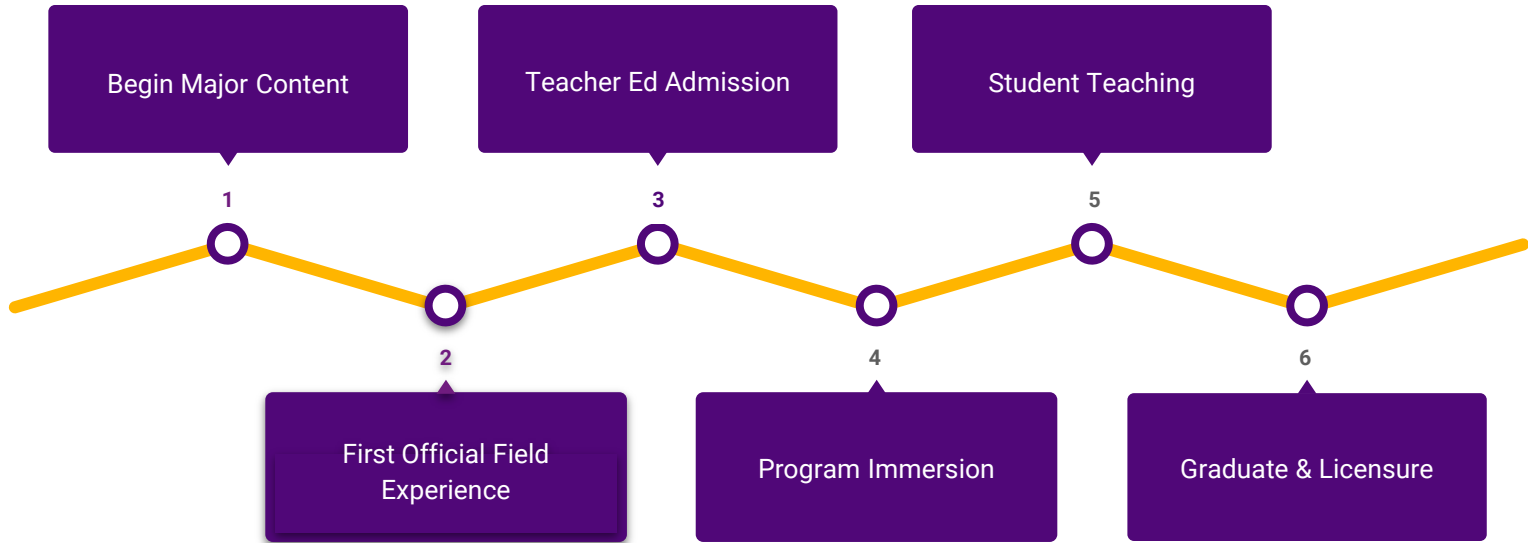 Begin Major Content
1
First Official Field
Experience
2
Teacher Ed Admission
3
Program Immersion
4
Student Teaching
5
Graduate & Licensure
6